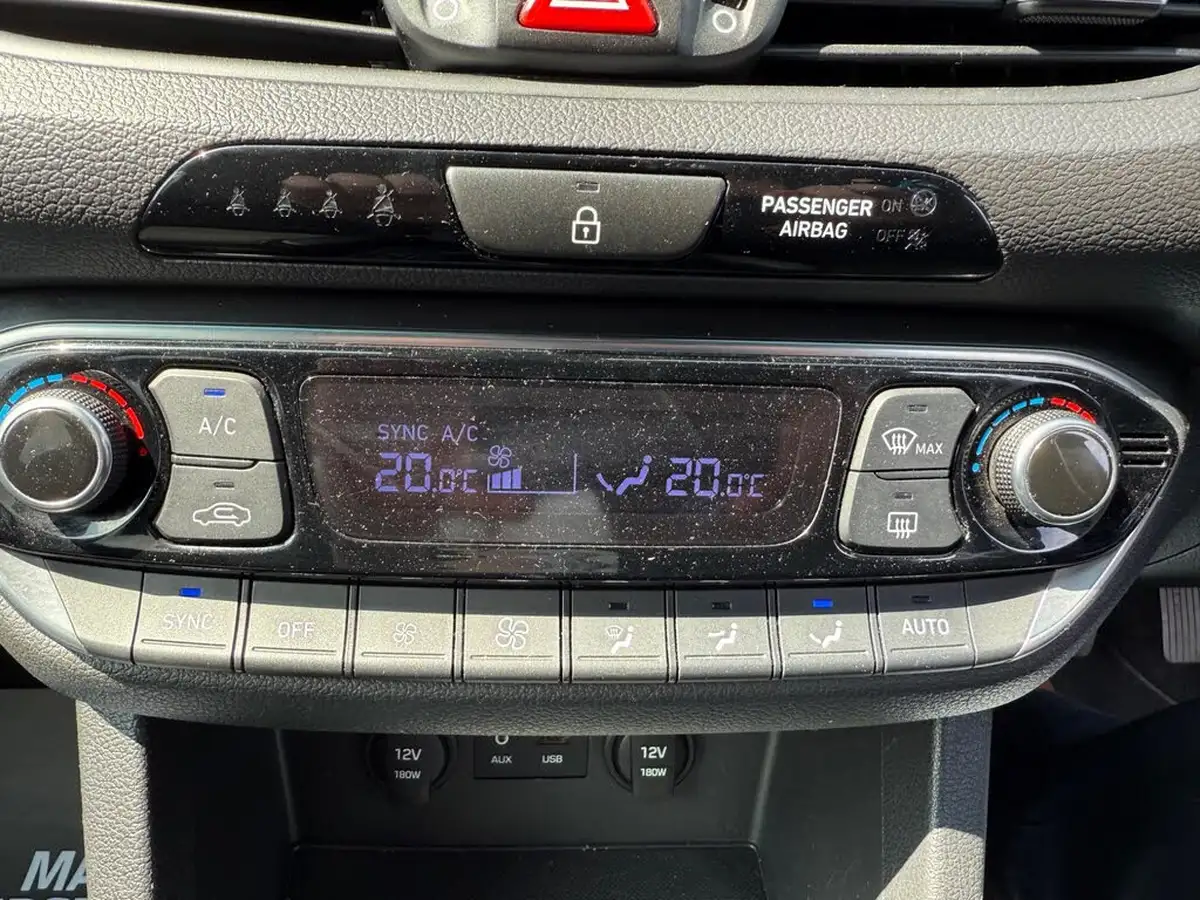 PASSENGER
AIRBAG
ON
OFF
A/C
SYNC A/C
20.0°C
20.0°C
MAX
SYNC
OFF
AUTO
12V
180W
AUX
USB
12V
180W
MA